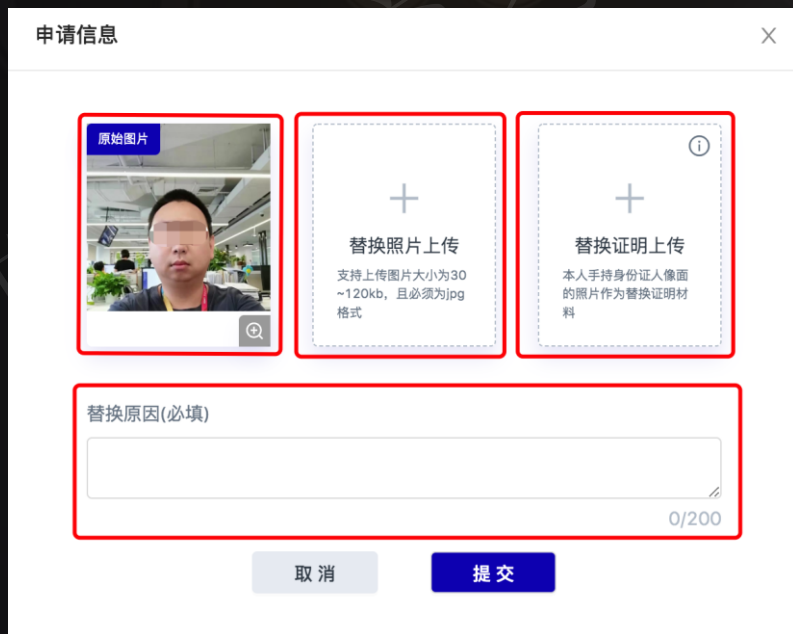 申请信息
原始图片
替换照片上传
支持上传图片大小为30
~120kb，且必须为jpg
格式
替换证明上传
本人手持身份证人像面
的照片作为替换证明材
料
替换原因(必填)
0/200
取消
提交